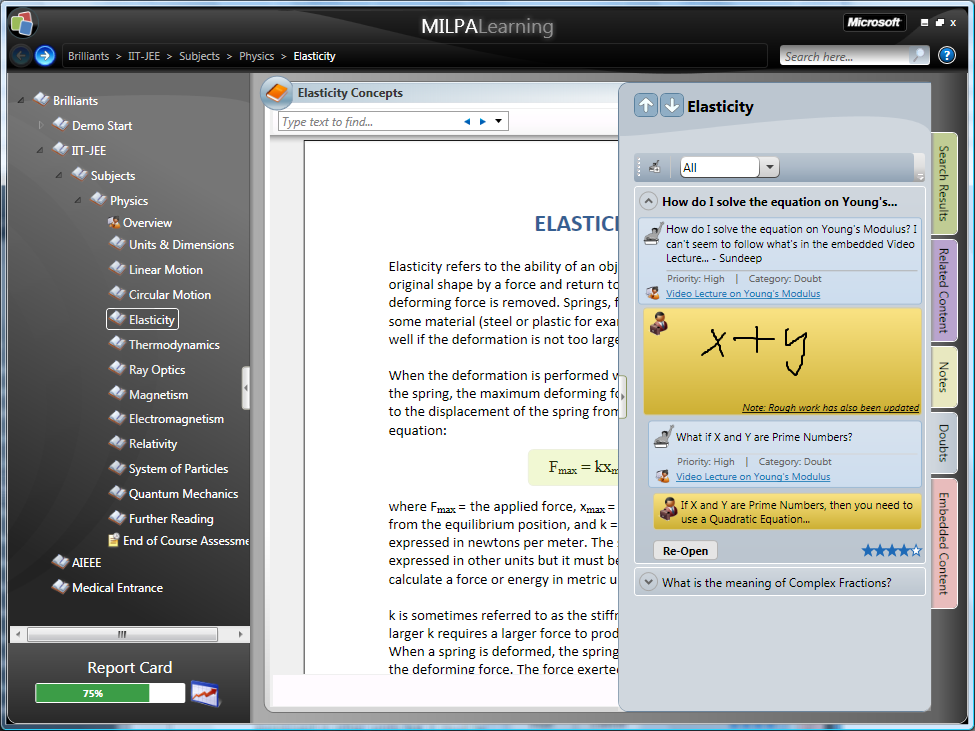 MILPALearning
Microsoft
Brilliants > IIT-JEE > Subjects > Physics > Elasticity
Search here...
Brilliants
Demo Start
IIT-JEE
Subjects
Physics
Overview
Units & Dimensions
Linear Motion
Circular Motion
Elasticity
Thermodynamics
Ray Optics
Magnetism
Electromagnetism
Relativity
System of Particles
Quantum Mechanics
Further Reading
End of Course Assessme
AIEEE
Medical Entrance
Report Card
75%
Elasticity Concepts
Type text to find...
ELASTIC
Elasticity refers to the ability of an obj
original shape by a force and return to
deforming force is removed. Springs, f
some material (steel or plastic for exar
well if the deformation is not too large
When the deformation is performed w
the spring, the maximum deforming fo
to the displacement of the spring from
equation:
Fmax = kxm
where Fmax = the applied force, xmax =
from the equilibrium position, and k =
expressed in newtons per meter. The
expressed in other units but it must be
calculate a force or energy in metric u
k is sometimes referred to as the stiff
larger k requires a larger force to prod
When a spring is deformed, the spring
the deforming force. The force exerte
Elasticity
All
How do I solve the equation on Young's...
How do I solve the equation on Young's Modulus? I
can't seem to follow what's in the embedded Video
Lecture... - Sundeep
Priority: High | Category: Doubt
Video Lecture on Young's Modulus
x+y
Note: Rough work has also been updated
What if X and Y are Prime Numbers?
Priority: High | Category: Doubt
Video Lecture on Young's Modulus
If X and Y are Prime Numbers, then you need to
use a Quadratic Equation...
Re-Open
What is the meaning of Complex Fractions?
Search Results
Related Content
Notes
Doubts
Embedded Content